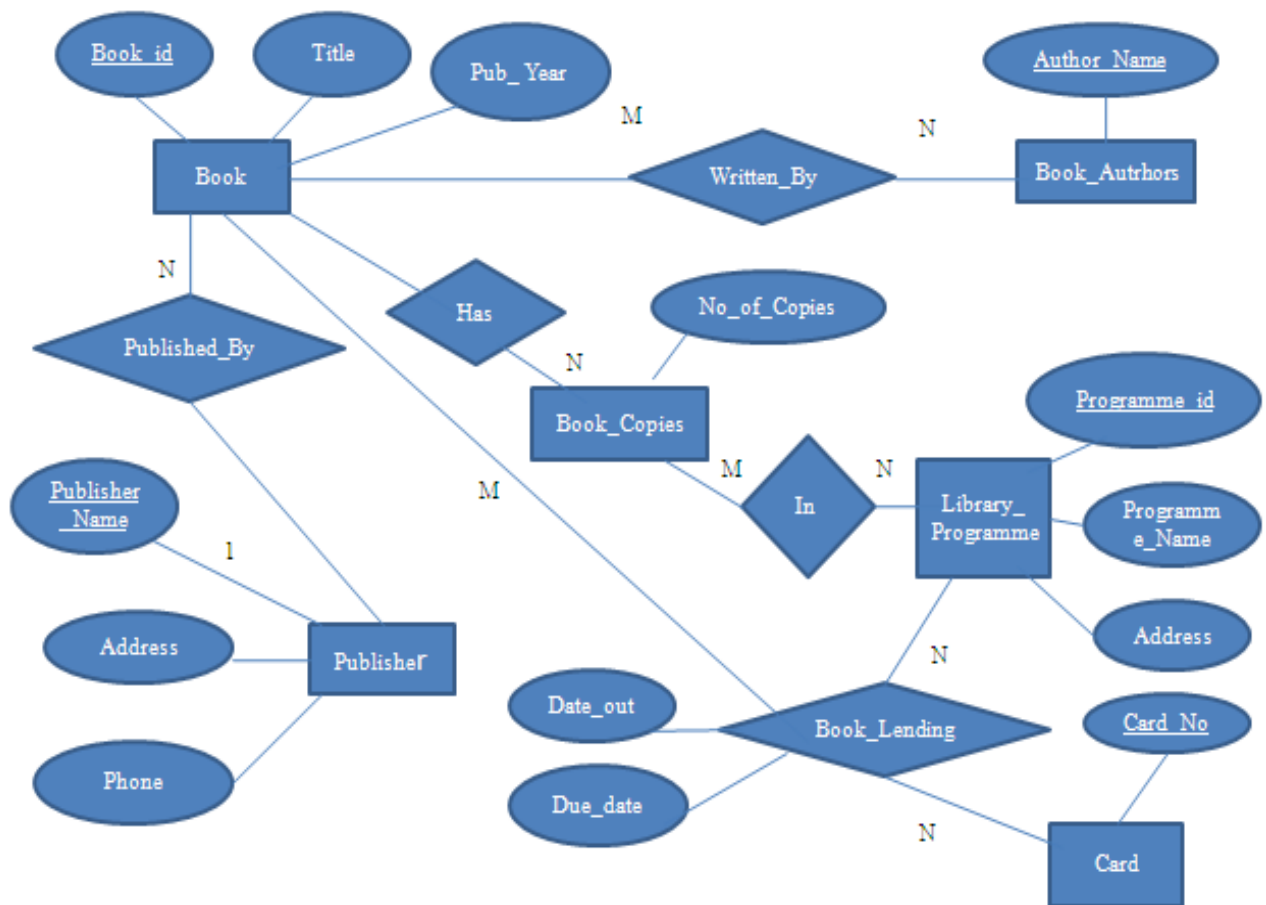 Book_id
Title
Pub_ Year
Author_Name
M
N
Book
Written_By
Book_Autrhors
N
Published_By
Has
No_of_Copies
N
Book_Copies
Programme_id
M
N
M
In
Library_
Programme
Programm
e_Name
Publisher
_Name
1
Address
Publisher
Address
N
Date_out
Book_Lending
Card_No
Phone
Due_date
N
Card